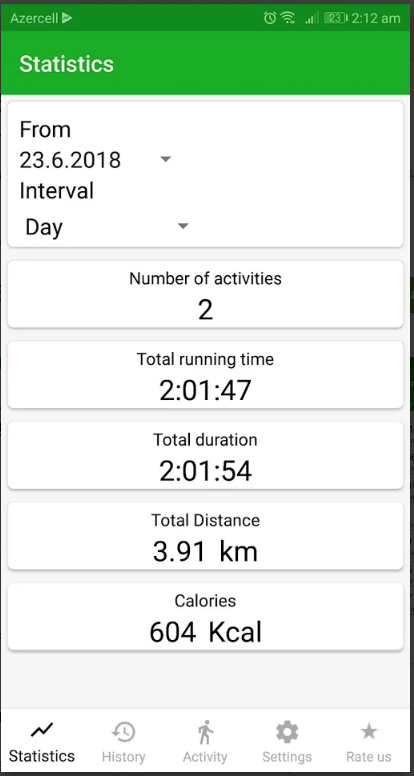 Azercell 23 2:12 am
Statistics
From
23.6.2018
Interval
Day
Number of activities
2
Total running time
2:01:47
Total duration
2:01:54
Total Distance
3.91 km
Calories
604 Kcal
Statistics History Activity Settings Rate us